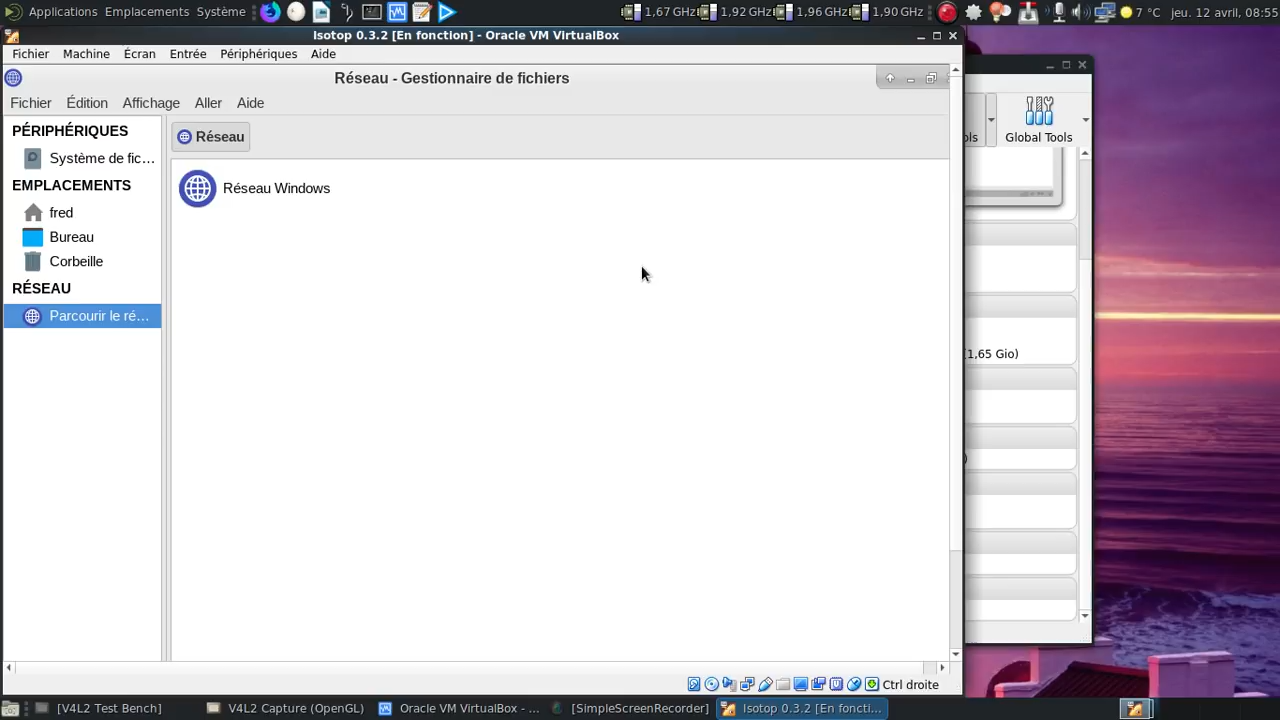 Applications Emplacements Système 1,67 GHz 1,92 GHz 1,96 GHz 1,90 GHz 7 °C jeu. 12 avril, 08:55
Isotop 0.3.2 [En fonction] - Oracle VM VirtualBox
Fichier Machine Écran Entrée Périphériques Aide
Réseau - Gestionnaire de fichiers
Fichier Édition Affichage Aller Aide
PÉRIPHÉRIQUES
Système de fic...
EMPLACEMENTS
fred
Bureau
Corbeille
RÉSEAU
Parcourir le ré...
Réseau
Réseau Windows
ols Global Tools
(1,65 Gio)
)
Ctrl droite
[V4L2 Test Bench] V4L2 Capture (OpenGL) Oracle VM VirtualBox - ... [SimpleScreenRecorder] Isotop 0.3.2 [En foncti...